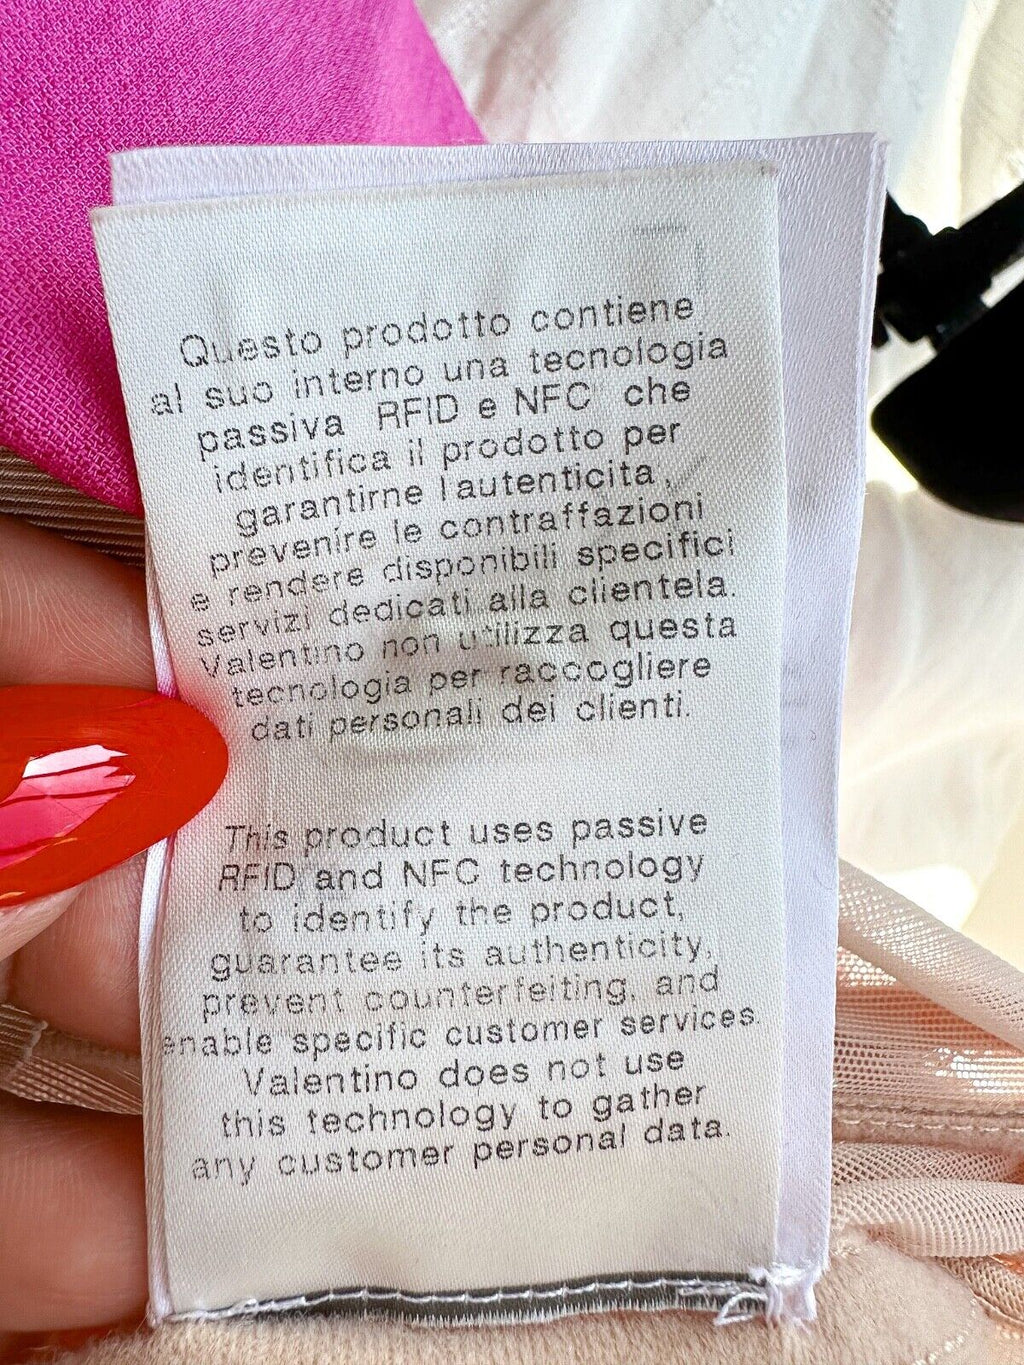 Questo prodotto contiene
al suo interno una tecnologia
passiva RFID e NFC che
identifica il prodotto per
garantirne l'autenticita',
prevenire le contraffazioni
e rendere disponibili specifici
servizi dedicati alla clientela.
Valentino non utilizza questa
tecnologia per raccogliere
dati personali dei clienti.
This product uses passive
RFID and NFC technology
to identify the product,
guarantee its authenticity,
prevent counterfeiting, and
enable specific customer services.
Valentino does not use
this technology to gather
any customer personal data.